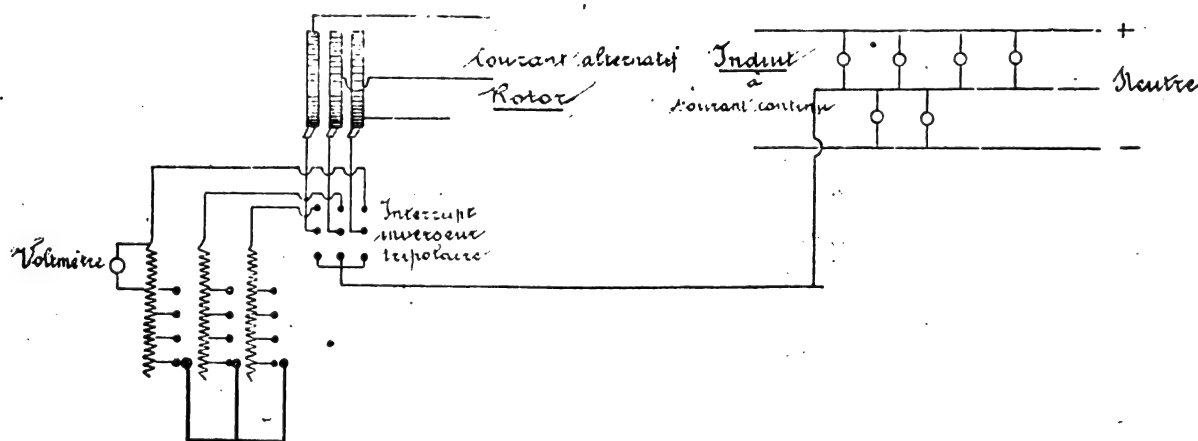 Courant alternatif
Rotor
Induit
à
courant continu
+
Neutre
—
Interrupt
inverseur
tripolaire
Voltmètre